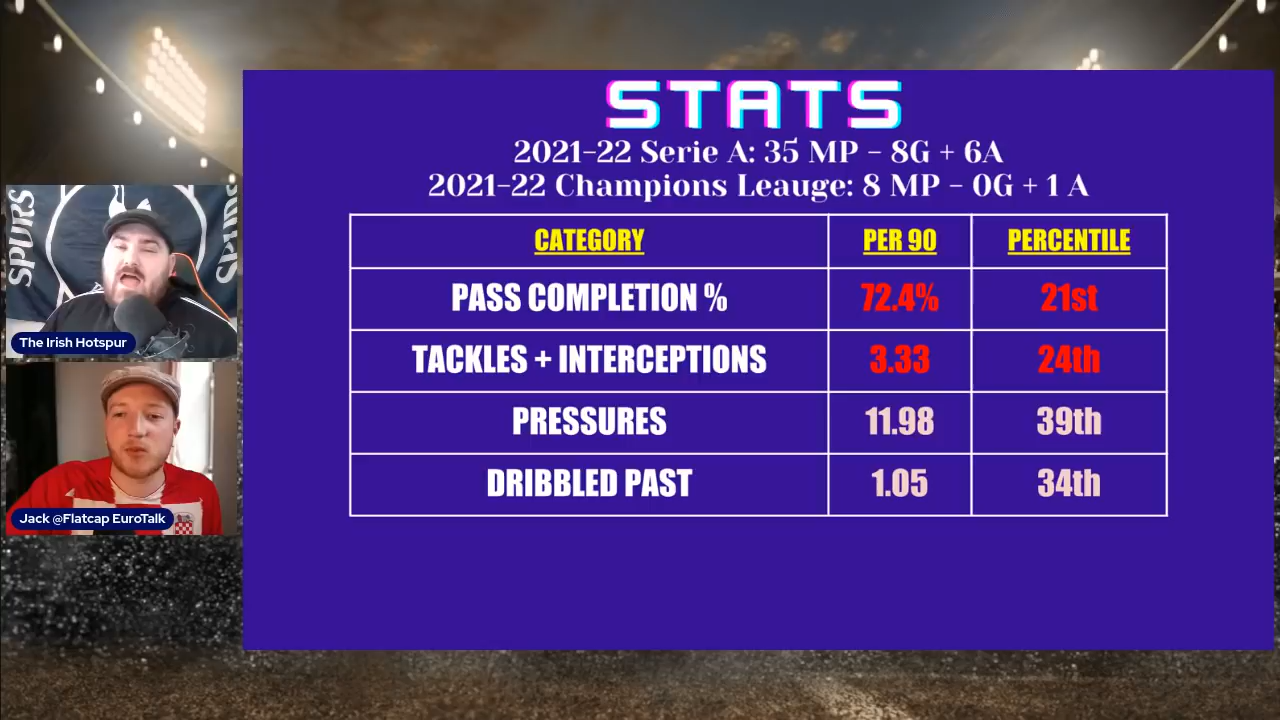 STATS
2021-22 Serie A: 35 MP - 8G + 6A
2021-22 Champions Leauge: 8 MP - 0G + 1 A
CATEGORY PER 90 PERCENTILE
PASS COMPLETION % 72.4% 21st
TACKLES + INTERCEPTIONS 3.33 24th
PRESSURES 11.98 39th
DRIBBLED PAST 1.05 34th
SPURS
SPURS
The Irish Hotspur
Jack @Flatcap EuroTalk